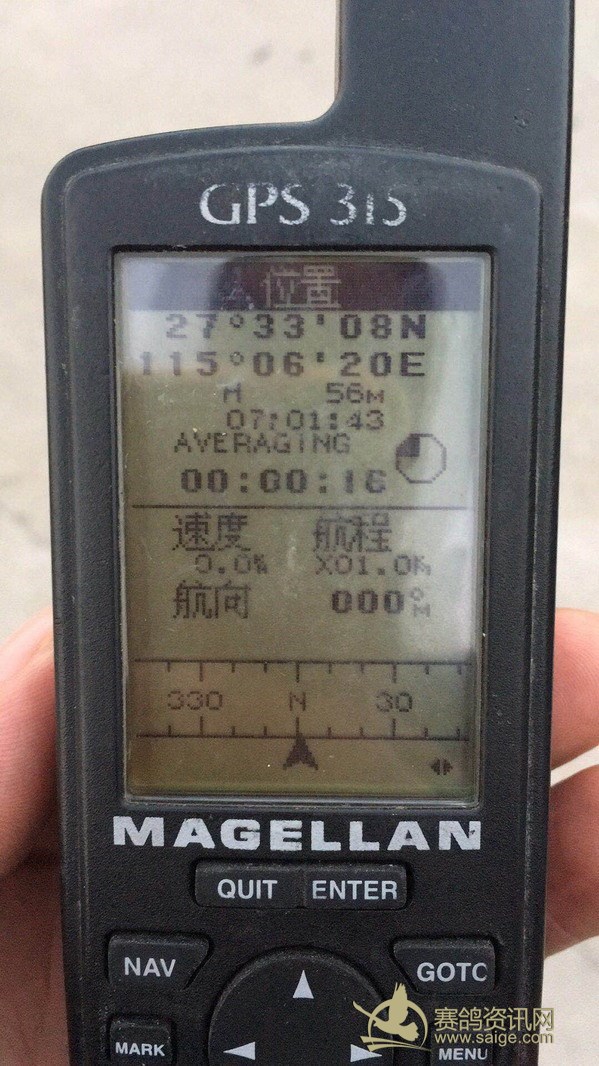 GPS 315
位置
27°33'08N
115°06'20E
56M
07:01:43
AVERAGING
00:00:16
速度 航程
航向 000°M
330 N 30
MAGELLAN
QUIT ENTER
NAV GOTO
MARK MENU
赛鸽资讯网
www.saige.com